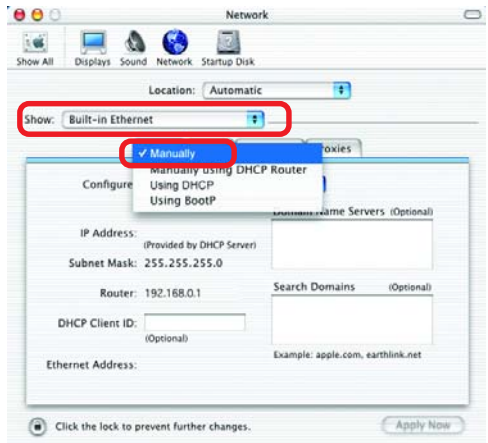 Network
Show All Displays Sound Network Startup Disk
Location: Automatic
Show: Built-in Ethernet
✓ Manually
Manually using DHCP Router
Using DHCP
Using BootP
oxies
Configure
Domain Name Servers (Optional)
IP Address:
(Provided by DHCP Server)
Subnet Mask: 255.255.255.0
Router: 192.168.0.1
Search Domains (Optional)
DHCP Client ID:
(Optional)
Example: apple.com, earthlink.net
Ethernet Address:
Click the lock to prevent further changes.
Apply Now